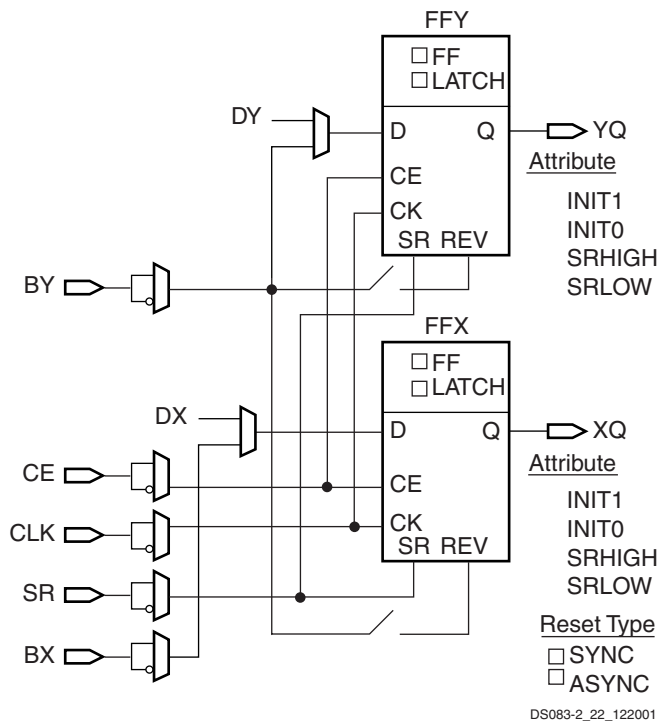 FFY
FF
LATCH
DY
D
Q
YQ
Attribute
CE
INIT1
CK
INIT0
SR REV
SRHIGH
BY
SRLOW
FFX
FF
LATCH
DX
D
Q
XQ
Attribute
CE
CE
INIT1
CLK
CK
INIT0
SR REV
SRHIGH
SR
SRLOW
Reset Type
BX
SYNC
ASYNC
DS083-2_22_122001